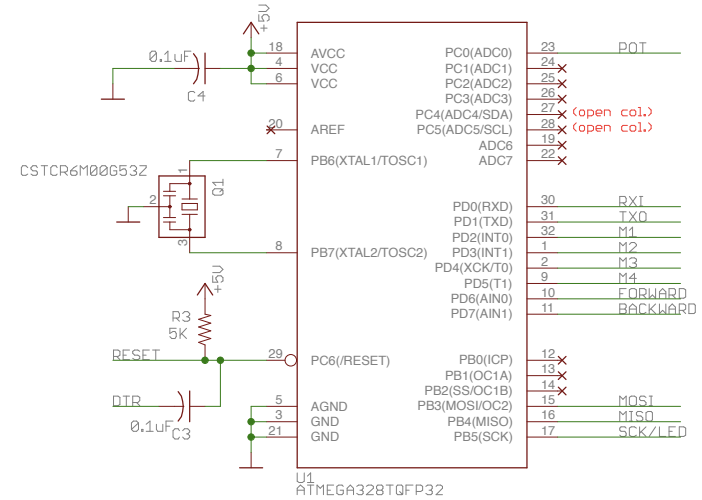 +5V
0.1uF
C4
18 AVCC
4 VCC
6 VCC
20 AREF
7 PB6(XTAL1/TOSC1)
CSTCR6M00G53Z
1
2
3
Q1
8 PB7(XTAL2/TOSC2)
+5V
R3
5K
RESET
29 PC6(/RESET)
DTR
0.1uF
C3
5 AGND
3 GND
21 GND
PC0(ADC0) 23 POT
PC1(ADC1) 24
PC2(ADC2) 25
PC3(ADC3) 26
PC4(ADC4/SDA) 27 (open col.)
PC5(ADC5/SCL) 28 (open col.)
ADC6 19
ADC7 22
PD0(RXD) 30 RXI
PD1(TXD) 31 TXO
PD2(INT0) 32 M1
PD3(INT1) 1 M2
PD4(XCK/T0) 2 M3
PD5(T1) 9 M4
PD6(AIN0) 10 FORWARD
PD7(AIN1) 11 BACKWARD
PB0(ICP) 12
PB1(OC1A) 13
PB2(SS/OC1B) 14
PB3(MOSI/OC2) 15 MOSI
PB4(MISO) 16 MISO
PB5(SCK) 17 SCK/LED
U1
ATMEGA328TQFP32